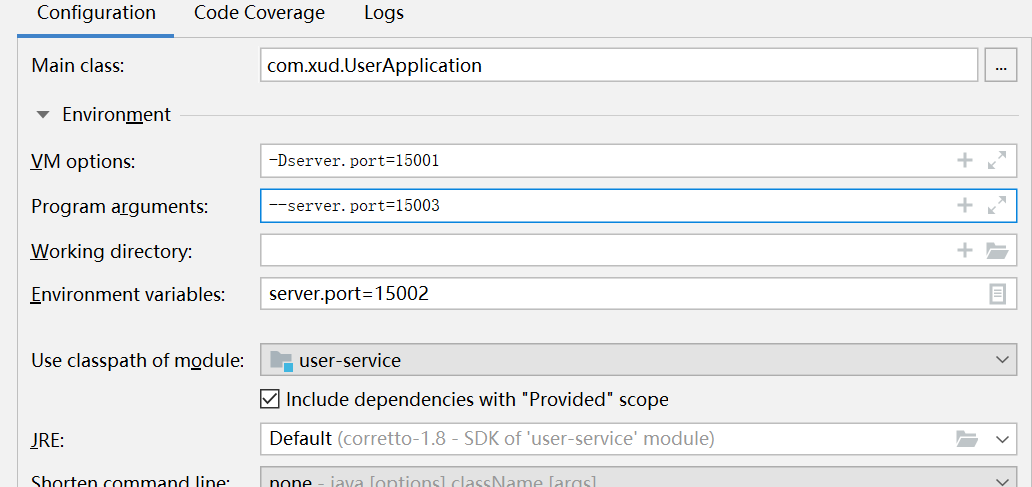 Configuration Code Coverage Logs
Main class: com.xud.UserApplication ...
Environment
VM options: -Dserver.port=15001
Program arguments: --server.port=15003
Working directory:
Environment variables: server.port=15002
Use classpath of module: user-service
Include dependencies with "Provided" scope
JRE: Default (corretto-1.8 - SDK of 'user-service' module)
Shorten command line: none - java [options] className [args]